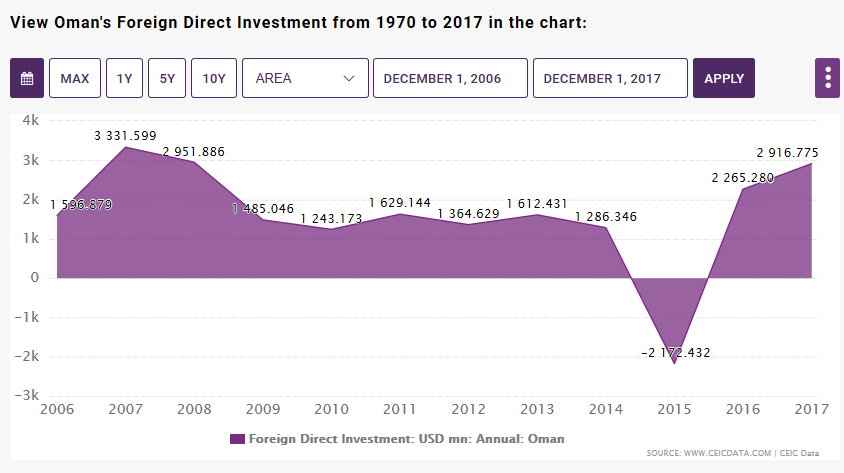 View Oman's Foreign Direct Investment from 1970 to 2017 in the chart:
MAX 1Y 5Y 10Y AREA DECEMBER 1, 2006 DECEMBER 1, 2017 APPLY
4k
3k
2k
1k
0
-1k
-2k
-3k
1 596.879
3 331.599
2 951.886
1 485.046
1 243.173
1 629.144
1 364.629
1 612.431
1 286.346
-2 172.432
2 265.280
2 916.775
2006 2007 2008 2009 2010 2011 2012 2013 2014 2015 2016 2017
Foreign Direct Investment: USD mn: Annual: Oman
SOURCE: WWW.CEICDATA.COM | CEIC Data